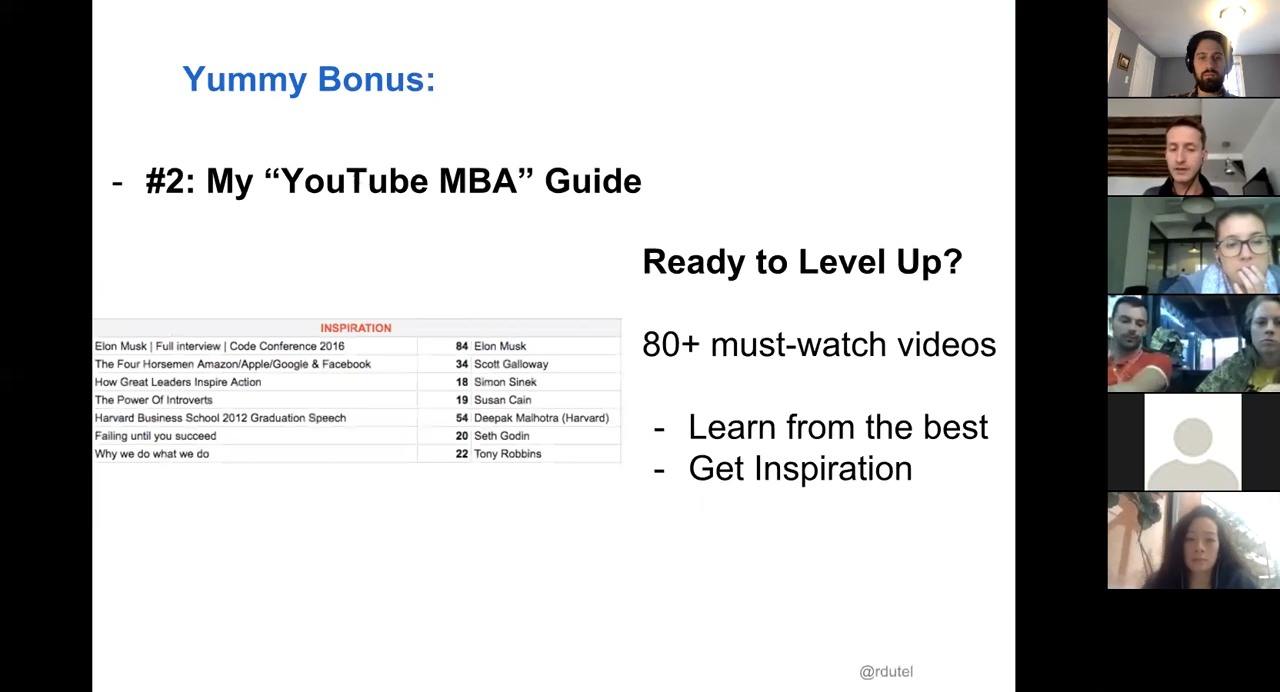 Yummy Bonus:
- #2: My “YouTube MBA” Guide
Ready to Level Up?
80+ must-watch videos
- Learn from the best
- Get Inspiration
INSPIRATION
Elon Musk | Full interview | Code Conference 2016 84 Elon Musk
The Four Horsemen Amazon/Apple/Google & Facebook 34 Scott Galloway
How Great Leaders Inspire Action 18 Simon Sinek
The Power Of Introverts 19 Susan Cain
Harvard Business School 2012 Graduation Speech 54 Deepak Malhotra (Harvard)
Failing until you succeed 20 Seth Godin
Why we do what we do 22 Tony Robbins
@rdutel